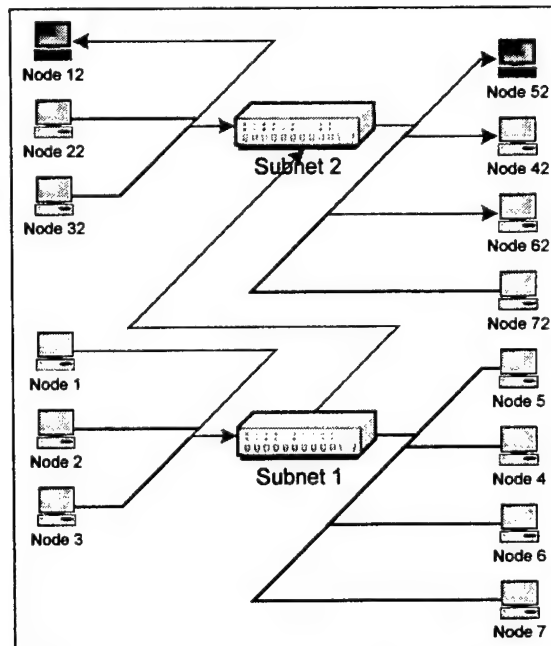 Node 12
Node 52
Node 22
Subnet 2
Node 42
Node 32
Node 62
Node 72
Node 1
Node 5
Node 2
Subnet 1
Node 4
Node 3
Node 6
Node 7